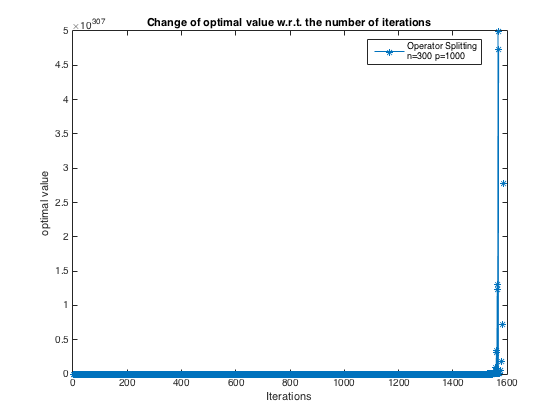 Change of optimal value w.r.t. the number of iterations
×10^307
5
4.5
4
3.5
3
2.5
2
1.5
1
0.5
0
optimal value
0 200 400 600 800 1000 1200 1400 1600
Iterations
Operator Splitting
n=300 p=1000